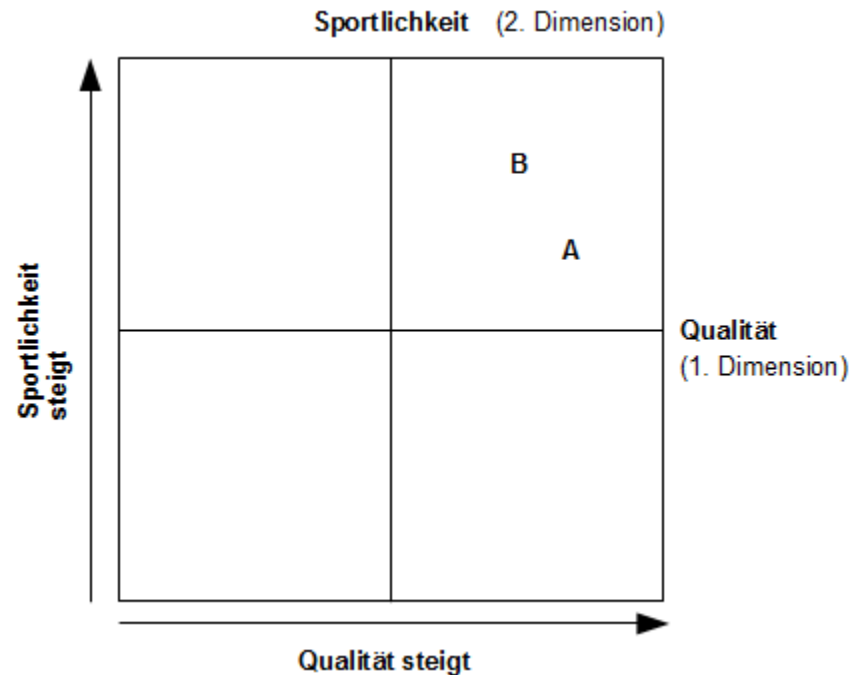 Sportlichkeit (2. Dimension)
B
A
Sportlichkeit
steigt
Qualität
(1. Dimension)
Qualität steigt